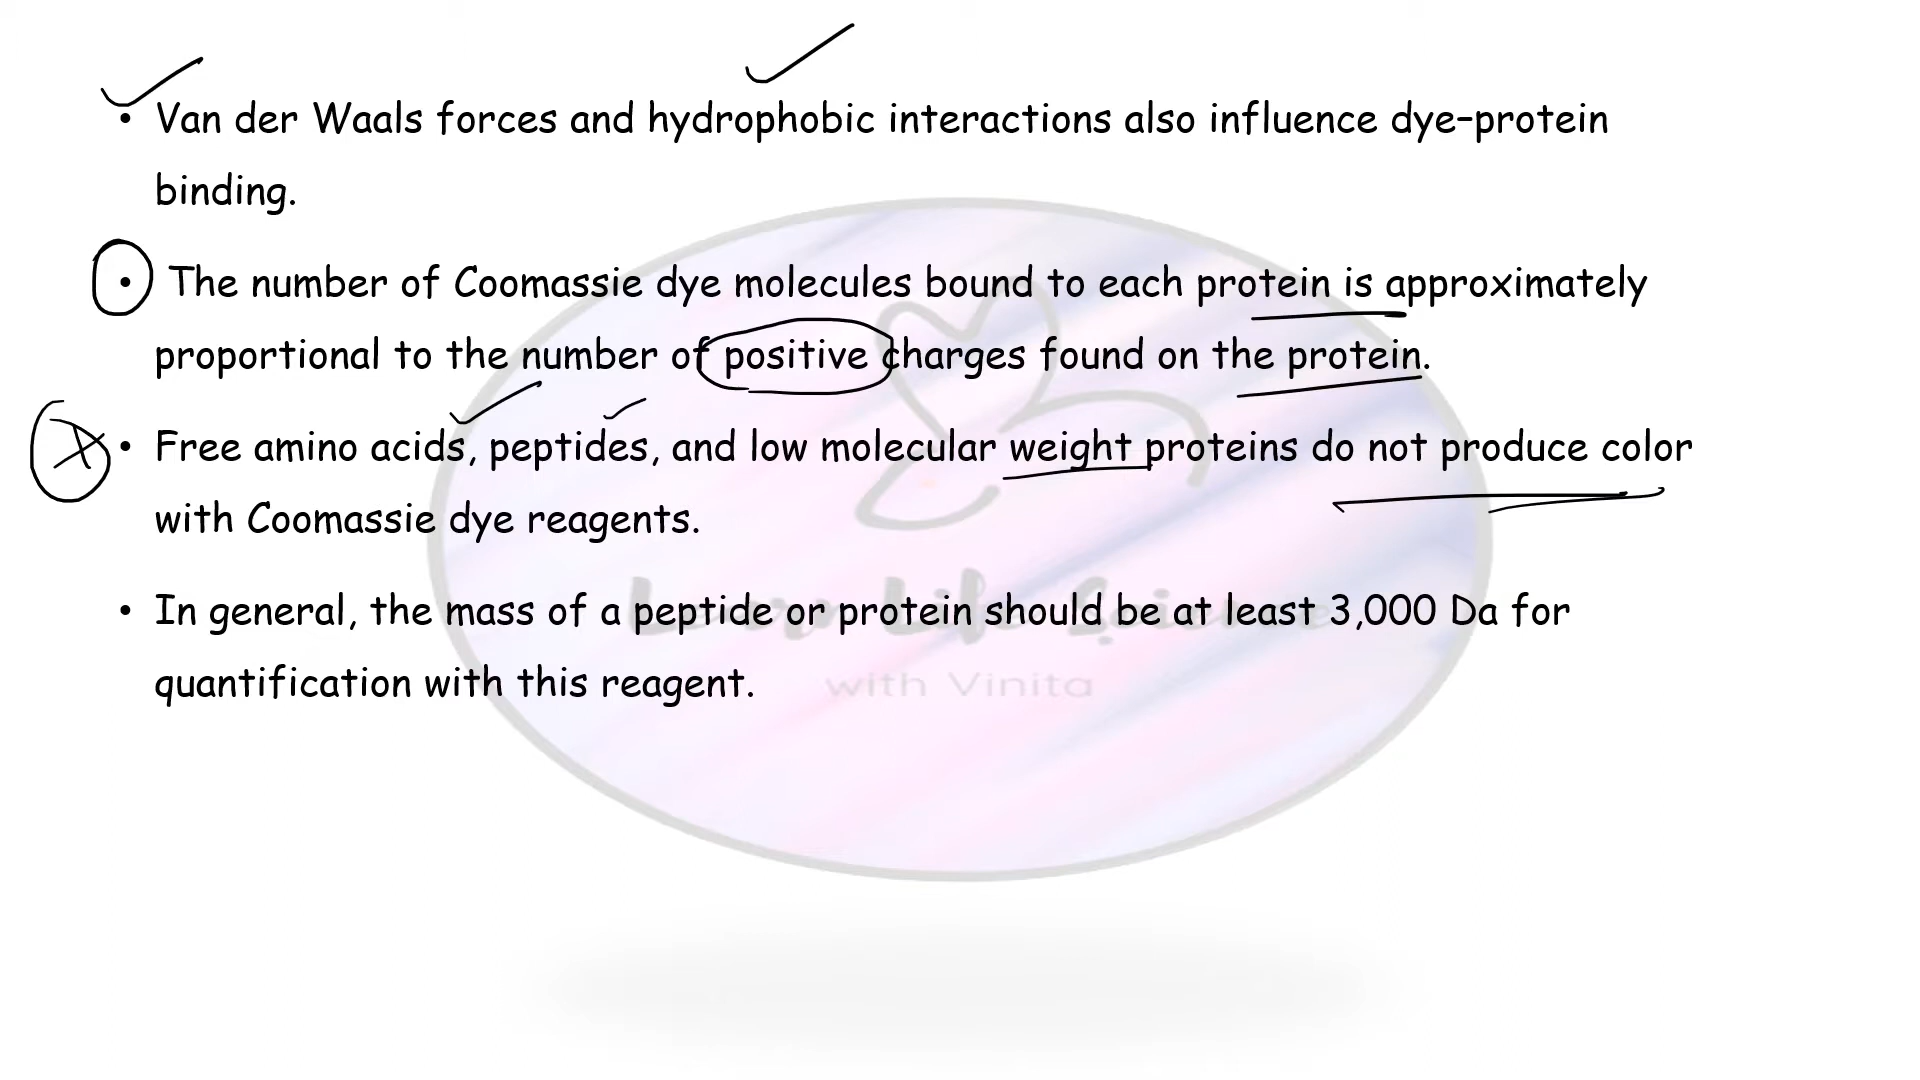 • Van der Waals forces and hydrophobic interactions also influence dye–protein
binding.
• The number of Coomassie dye molecules bound to each protein is approximately
proportional to the number of positive charges found on the protein.
• Free amino acids, peptides, and low molecular weight proteins do not produce color
with Coomassie dye reagents.
• In general, the mass of a peptide or protein should be at least 3,000 Da for
quantification with this reagent.
with Vinita